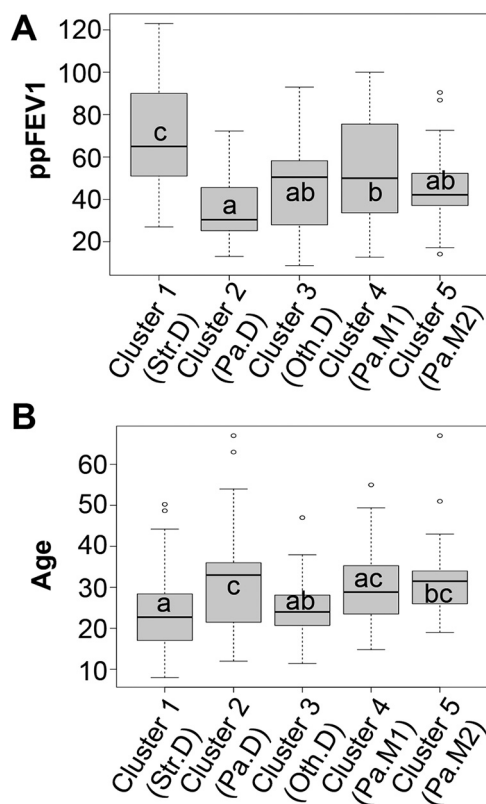 A
ppFEV1
120
100
80
60
40
20
c
a
ab
b
ab
Cluster 1
(Str.D)
Cluster 2
(Pa.D)
Cluster 3
(Oth.D)
Cluster 4
(Pa.M1)
Cluster 5
(Pa.M2)
B
Age
60
50
40
30
20
10
a
c
ab
ac
bc
Cluster 1
(Str.D)
Cluster 2
(Pa.D)
Cluster 3
(Oth.D)
Cluster 4
(Pa.M1)
Cluster 5
(Pa.M2)